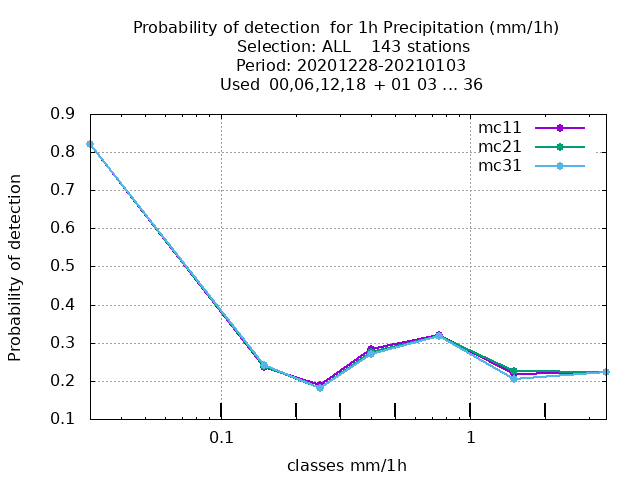 Probability of detection  for 1h Precipitation (mm/1h)
Selection: ALL    143 stations
Period: 20201228-20210103
Used  00,06,12,18  + 01 03 ... 36
mc11
mc21
mc31
0.9
0.8
0.7
0.6
0.5
0.4
0.3
0.2
0.1
Probability of detection
0.1
1
classes mm/1h